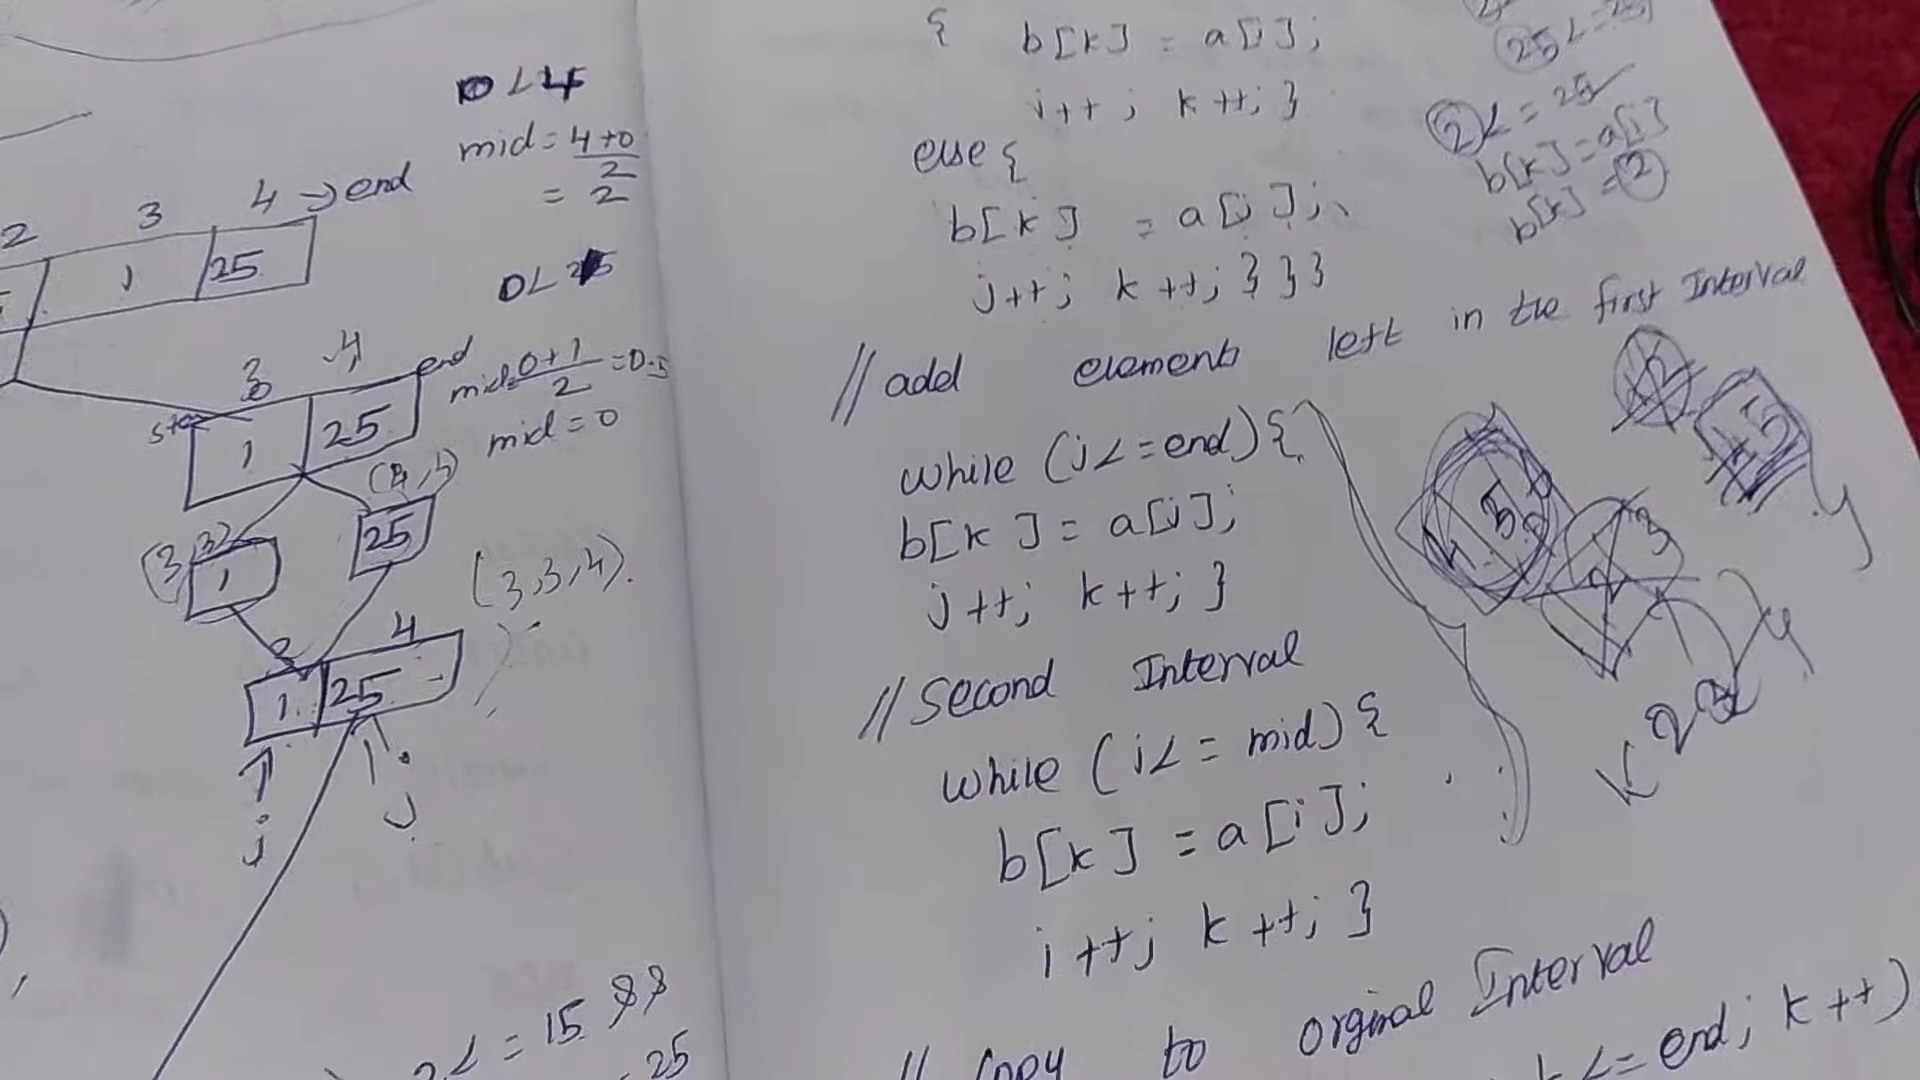 0<4
mid = 4+0
2
= 2
2 3 4 → end
1 25
0<
3 4 end
mid = 0+1 = 0.5
2
mid = 0
1 25
(3,3) 1
25
(3,3,4).
3 4
1. 25
i j
2<=15
25
{ b[k] = a[i];
i++; k++; }
else {
b[k] = a[j];
j++; k++; } } }
25<=
2<=25
b[k]=a[i]
b[k]=2
// add elements left in the first Interval
while (j<=end) {
b[k] = a[j];
j++; k++; }
// Second Interval
while (i<=mid) {
b[k] = a[i];
i++; k++; }
// Copy to orginal Interval
k<=end; k++)